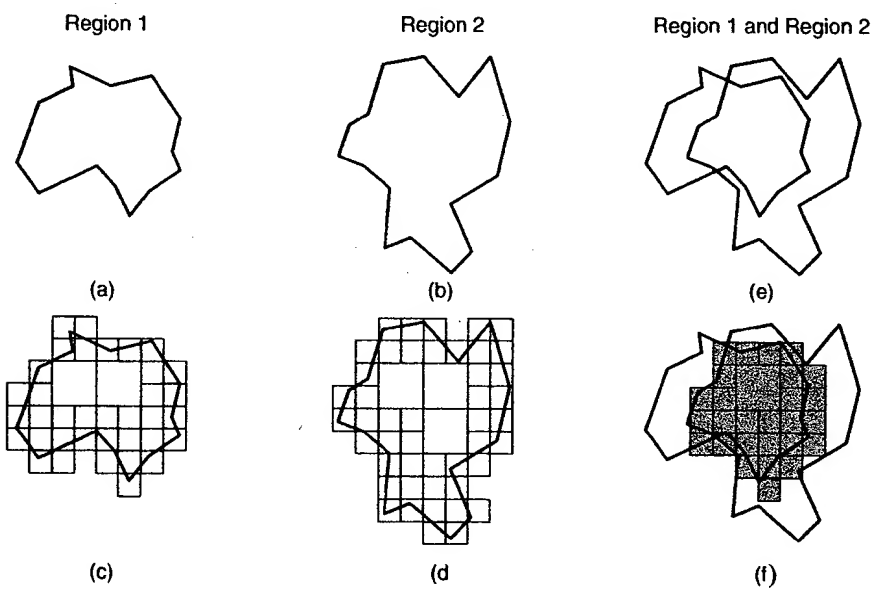 Region 1
Region 2
Region 1 and Region 2
(a)
(b)
(e)
(c)
(d
(f)